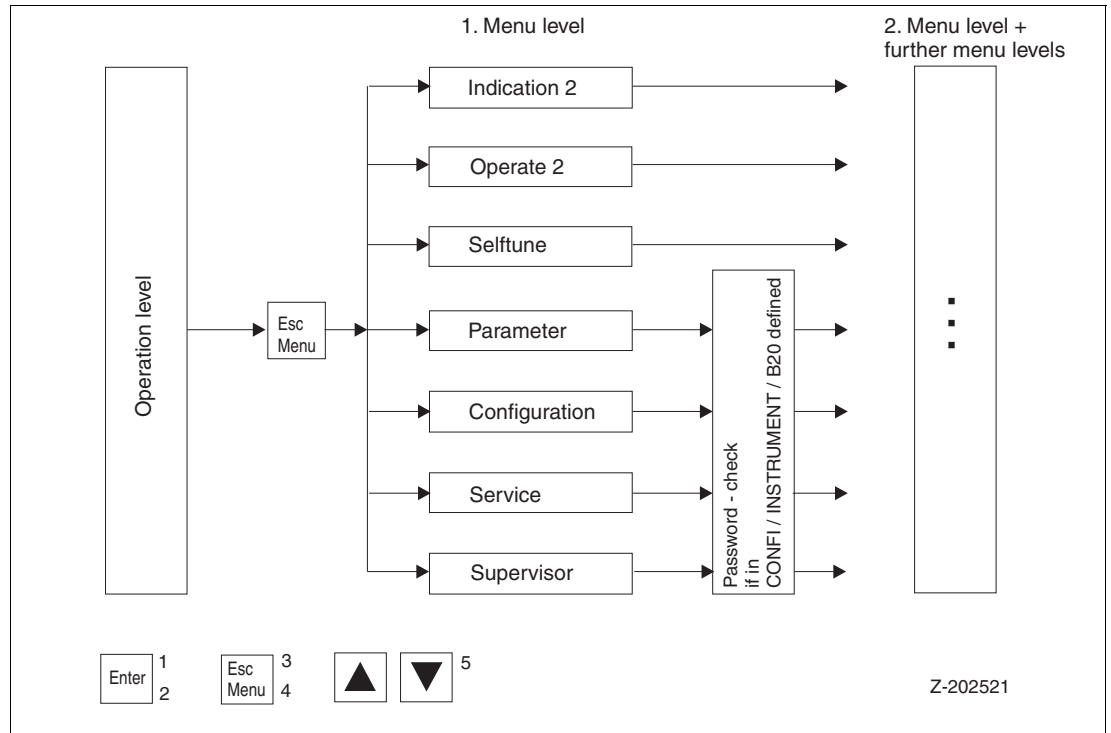 1. Menu level
2. Menu level +
further menu levels
Operation level
Esc
Menu
Indication 2
Operate 2
Selftune
Parameter
Configuration
Service
Supervisor
Password - check
if in
CONFI / INSTRUMENT / B20 defined
Enter
1
2
Esc
Menu
3
4
5
Z-202521